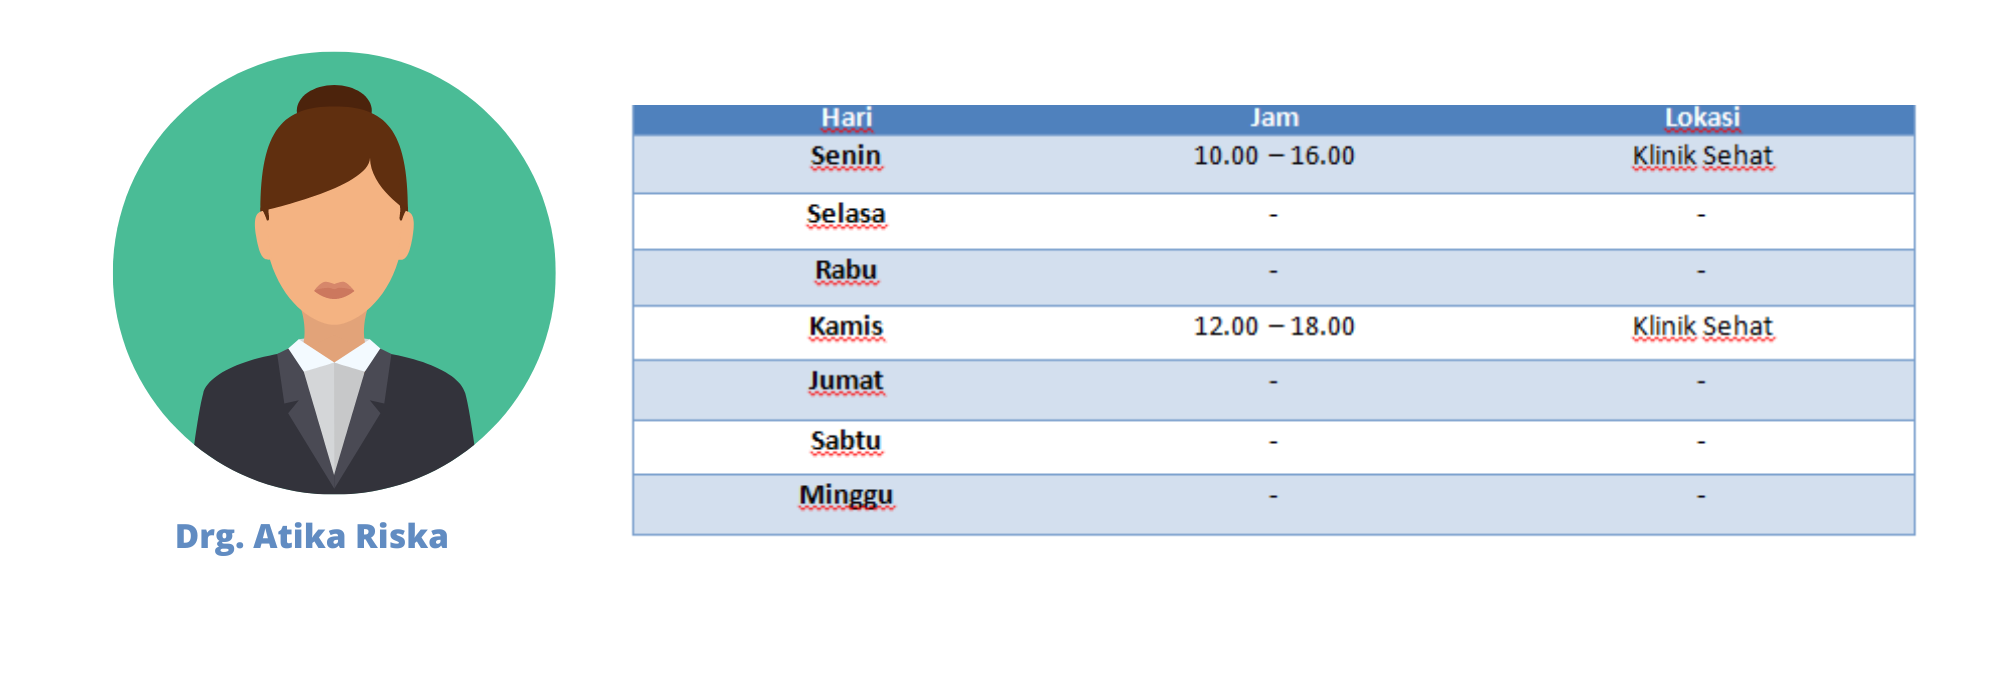 Hari Jam Lokasi
Senin 10.00 – 16.00 Klinik Sehat
Selasa - -
Rabu - -
Kamis 12.00 – 18.00 Klinik Sehat
Jumat - -
Sabtu - -
Minggu - -
Drg. Atika Riska